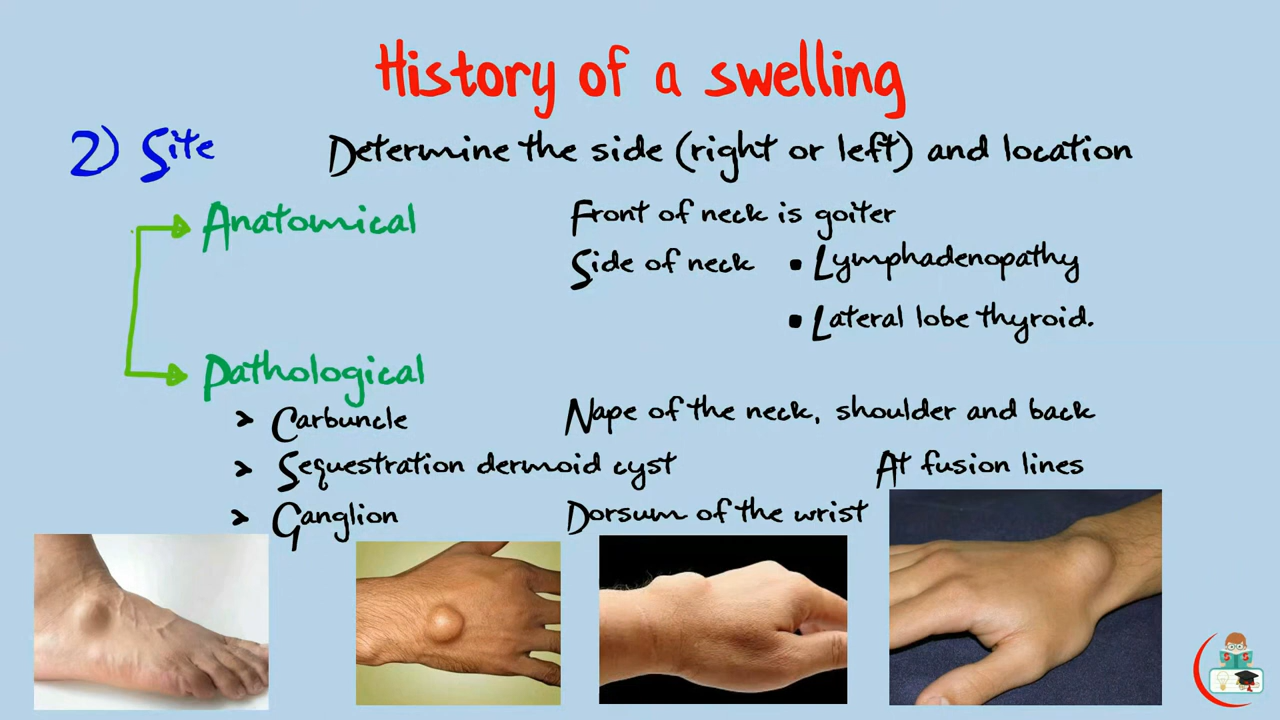 History of a swelling
2) Site Determine the side (right or left) and location
Anatomical Front of neck is goiter
Side of neck • Lymphadenopathy
• Lateral lobe thyroid.
Pathological
> Carbuncle Nape of the neck, shoulder and back
> Sequestration dermoid cyst At fusion lines
> Ganglion Dorsum of the wrist